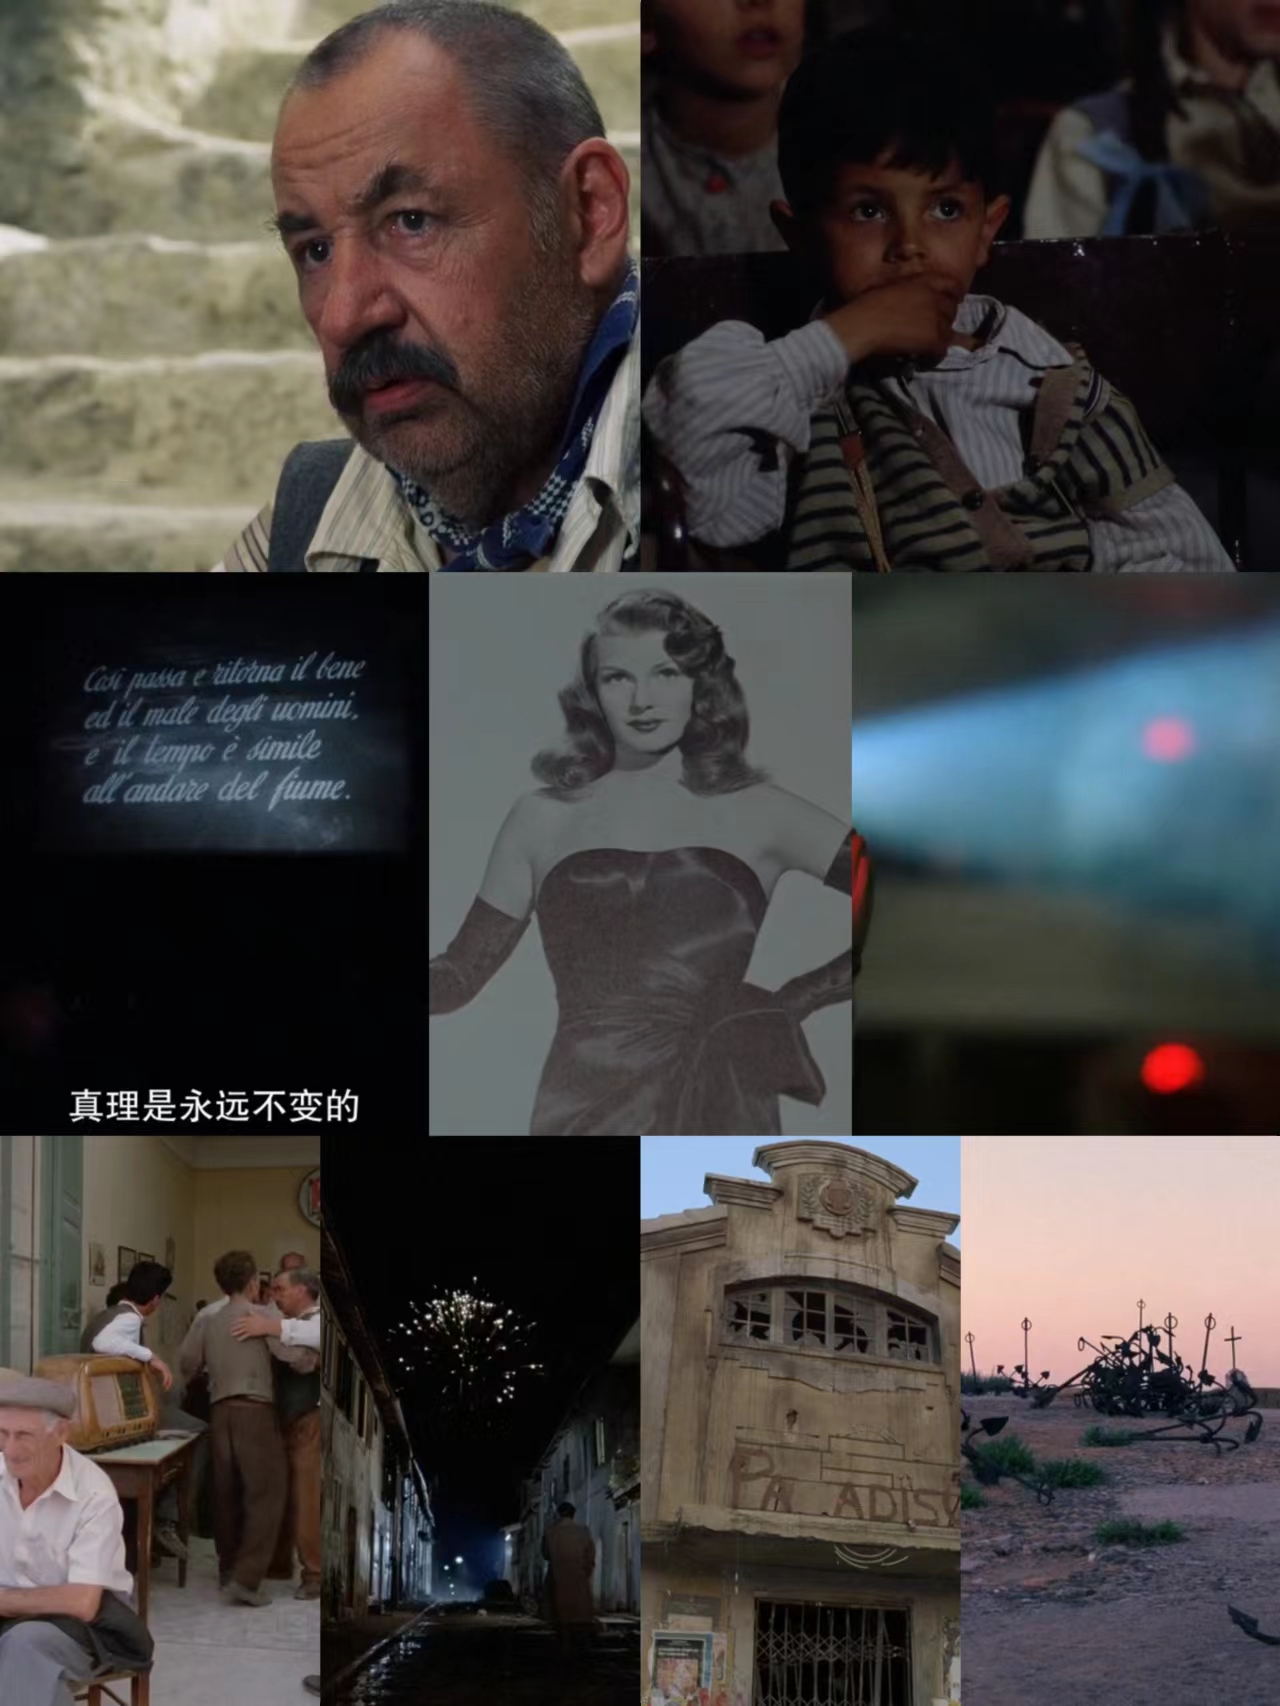 Così passa e ritorna il bene
ed il male degli uomini,
e il tempo è simile
all'andare del fiume.
真理是永远不变的
PA ADISO